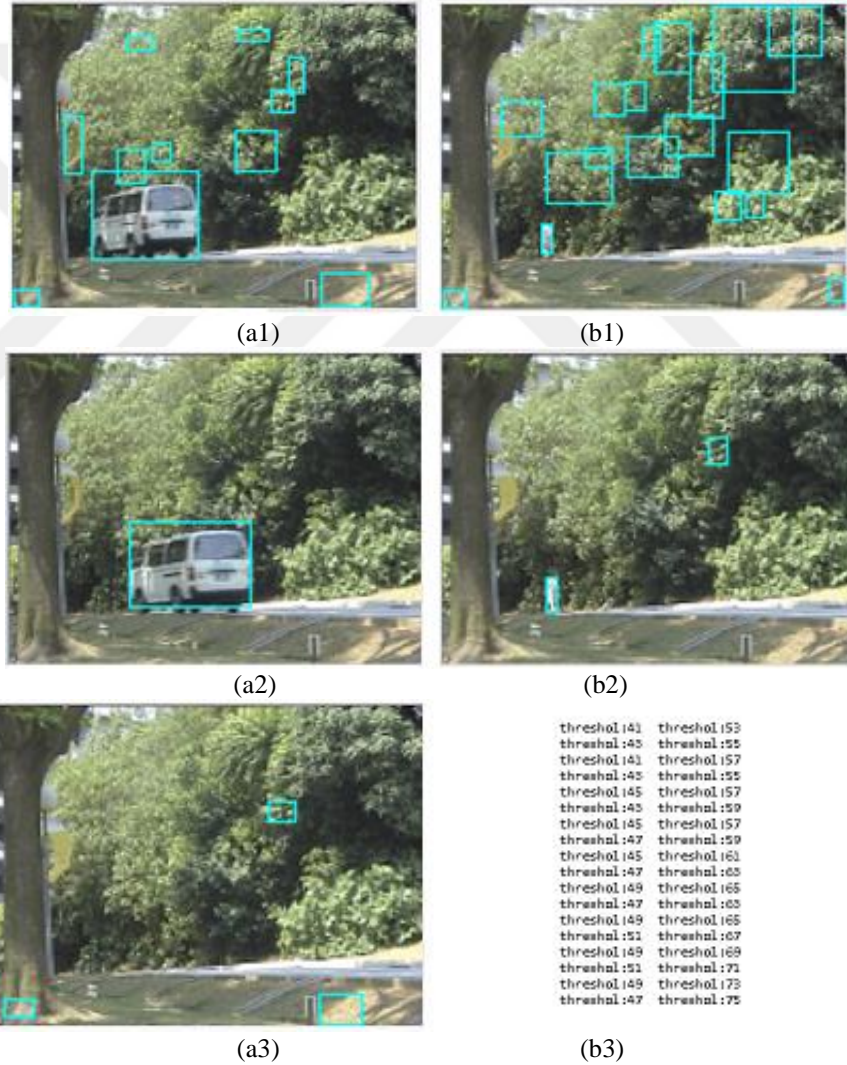 (a1) (b1)
(a2) (b2)
threshol:41 threshol:53
threshol:43 threshol:55
threshol:41 threshol:57
threshol:43 threshol:55
threshol:45 threshol:57
threshol:43 threshol:59
threshol:45 threshol:57
threshol:47 threshol:59
threshol:45 threshol:61
threshol:47 threshol:63
threshol:49 threshol:65
threshol:47 threshol:63
threshol:49 threshol:65
threshol:51 threshol:67
threshol:49 threshol:69
threshol:51 threshol:71
threshol:49 threshol:73
threshol:47 threshol:75
(a3) (b3)